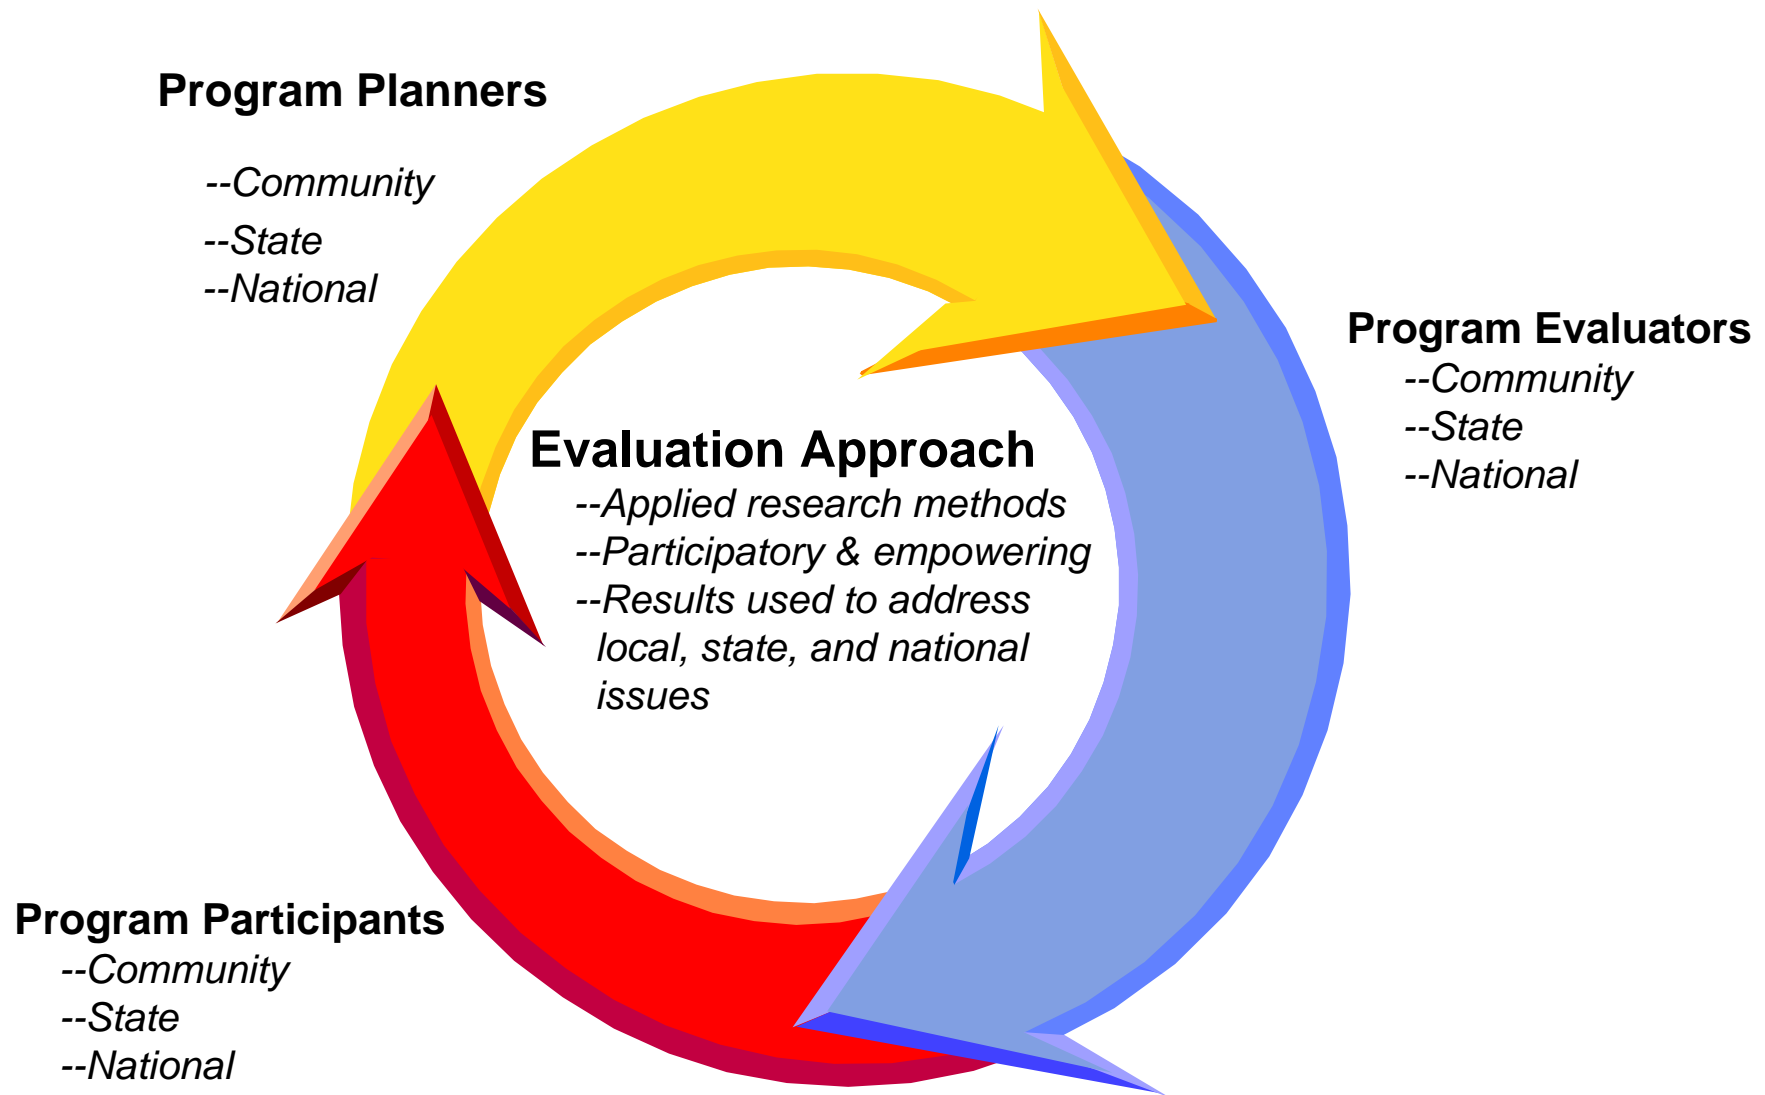 Program Planners
--Community
--State
--National
Program Evaluators
--Community
--State
--National
Evaluation Approach
--Applied research methods
--Participatory & empowering
--Results used to address
local, state, and national
issues
Program Participants
--Community
--State
--National